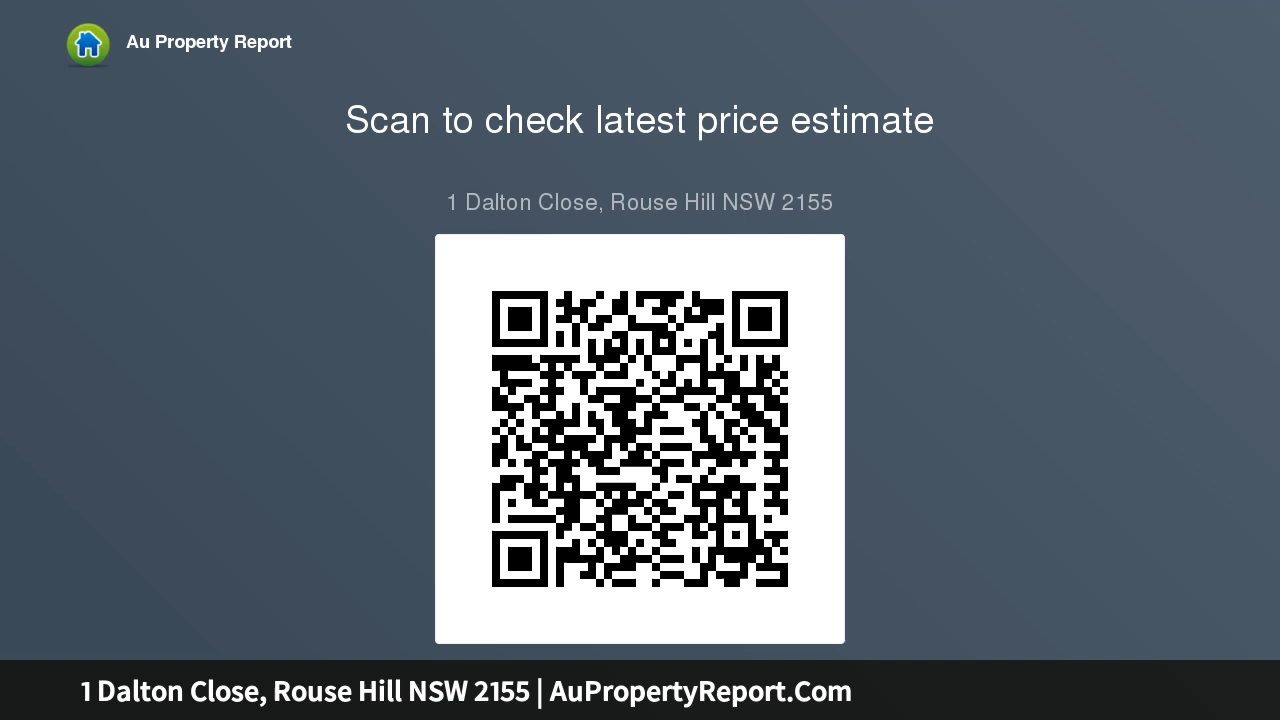 Au Property Report
Scan to check latest price estimate
1 Dalton Close, Rouse Hill NSW 2155
1 Dalton Close, Rouse Hill NSW 2155 | AuPropertyReport.Com